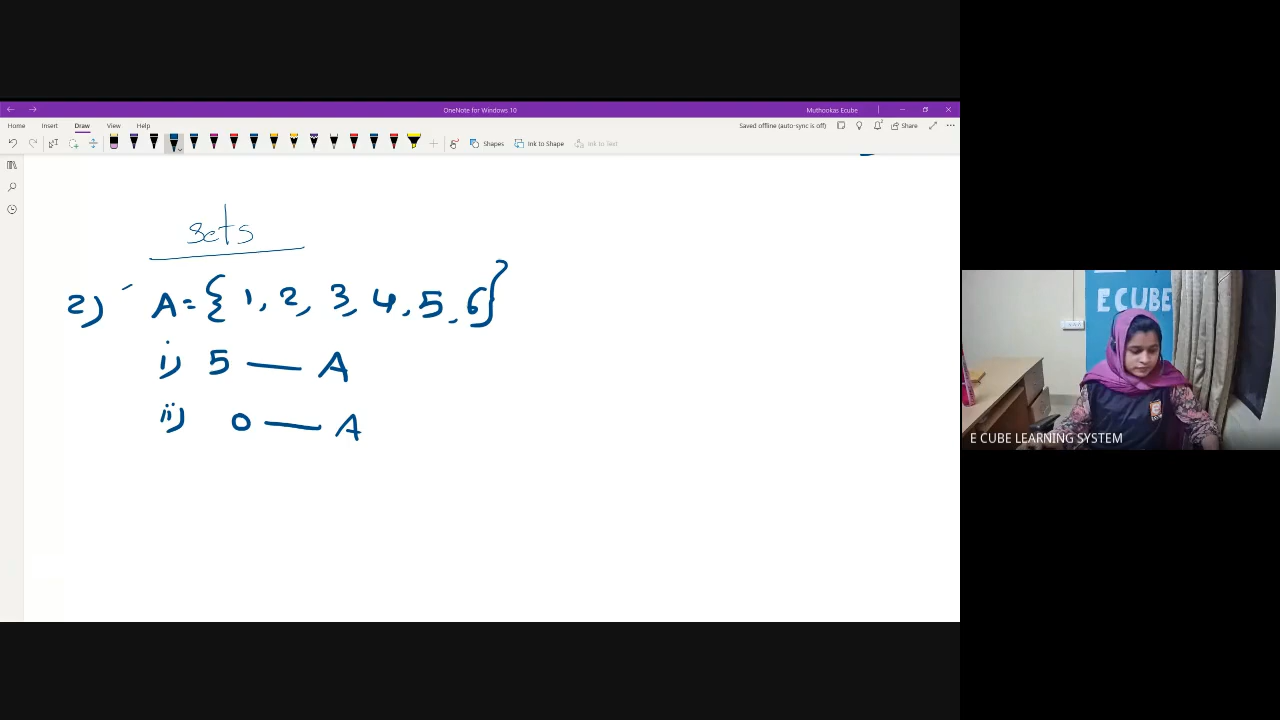 OneNote for Windows 10
Muthookas Ecube
Home Insert Draw View Help
Saved offline (auto-sync is off)
Share
Shapes
Ink to Shape
Ink to Text
sets
2) A = { 1, 2, 3, 4, 5, 6}
i) 5 — A
ii) 0 — A
E CUBE
E CUBE LEARNING SYSTEM